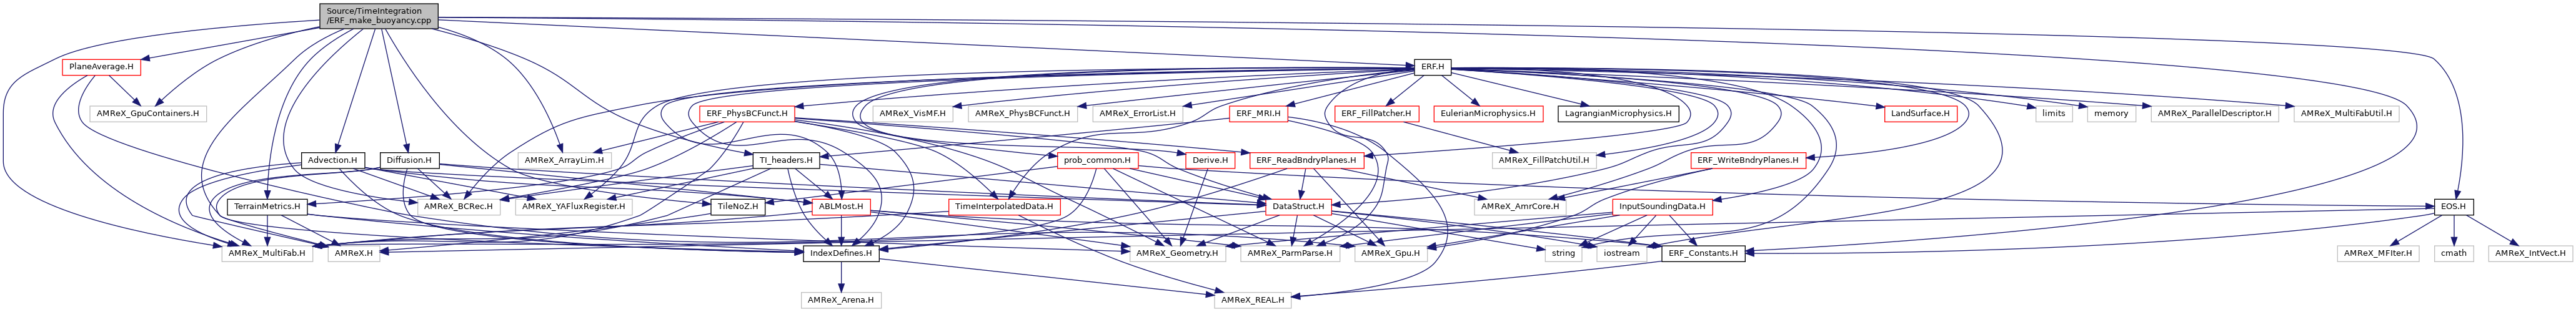 Source/TimeIntegration
/ERF_make_buoyancy.cpp
PlaneAverage.H
ERF.H
AMReX_GpuContainers.H
ERF_PhysBCFunct.H
AMReX_VisMF.H
AMReX_PhysBCFunct.H
AMReX_ErrorList.H
ERF_MRI.H
ERF_FillPatcher.H
EulerianMicrophysics.H
LagrangianMicrophysics.H
LandSurface.H
limits
memory
AMReX_ParallelDescriptor.H
AMReX_MultiFabUtil.H
Advection.H
Diffusion.H
AMReX_ArrayLim.H
TI_headers.H
prob_common.H
Derive.H
ERF_ReadBndryPlanes.H
AMReX_FillPatchUtil.H
ERF_WriteBndryPlanes.H
TerrainMetrics.H
AMReX_BCRec.H
AMReX_YAFluxRegister.H
TileNoZ.H
ABLMost.H
TimeInterpolatedData.H
DataStruct.H
AMReX_AmrCore.H
InputSoundingData.H
EOS.H
AMReX_MultiFab.H
AMReX.H
IndexDefines.H
AMReX_Geometry.H
AMReX_ParmParse.H
AMReX_Gpu.H
string
iostream
ERF_Constants.H
AMReX_MFIter.H
cmath
AMReX_IntVect.H
AMReX_Arena.H
AMReX_REAL.H